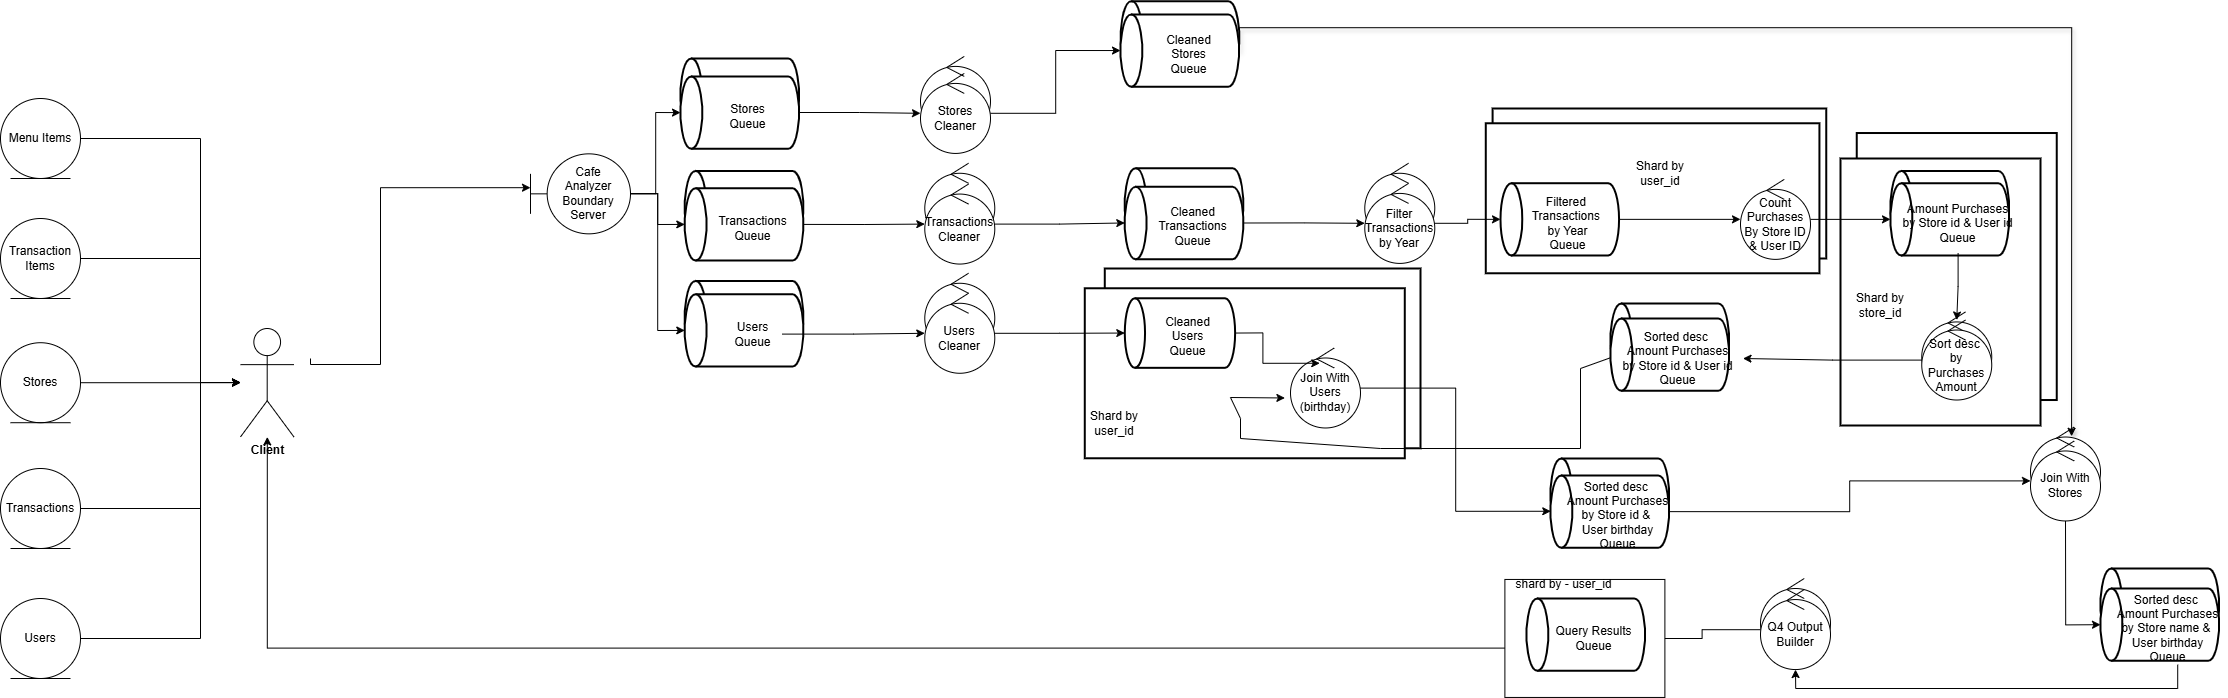 Menu Items
Transaction
Items
Stores
Transactions
Users
Client
Cafe
Analyzer
Boundary
Server
Stores
Queue
Transactions
Queue
Users
Queue
Stores
Cleaner
Transactions
Cleaner
Users
Cleaner
Cleaned
Stores
Queue
Cleaned
Transactions
Queue
Filter
Transactions
by Year
Shard by
user_id
Filtered
Transactions
by Year
Queue
Count
Purchases
By Store ID
& User ID
Amount Purchases
by Store id & User id
Queue
Shard by
store_id
Sort desc
by
Purchases
Amount
Sorted desc
Amount Purchases
by Store id & User id
Queue
Cleaned
Users
Queue
Join With
Users
(birthday)
Shard by
user_id
Sorted desc
Amount Purchases
by Store id &
User birthday
Queue
Join With
Stores
Sorted desc
Amount Purchases
by Store name &
User birthday
Queue
Q4 Output
Builder
shard by - user_id
Query Results
Queue